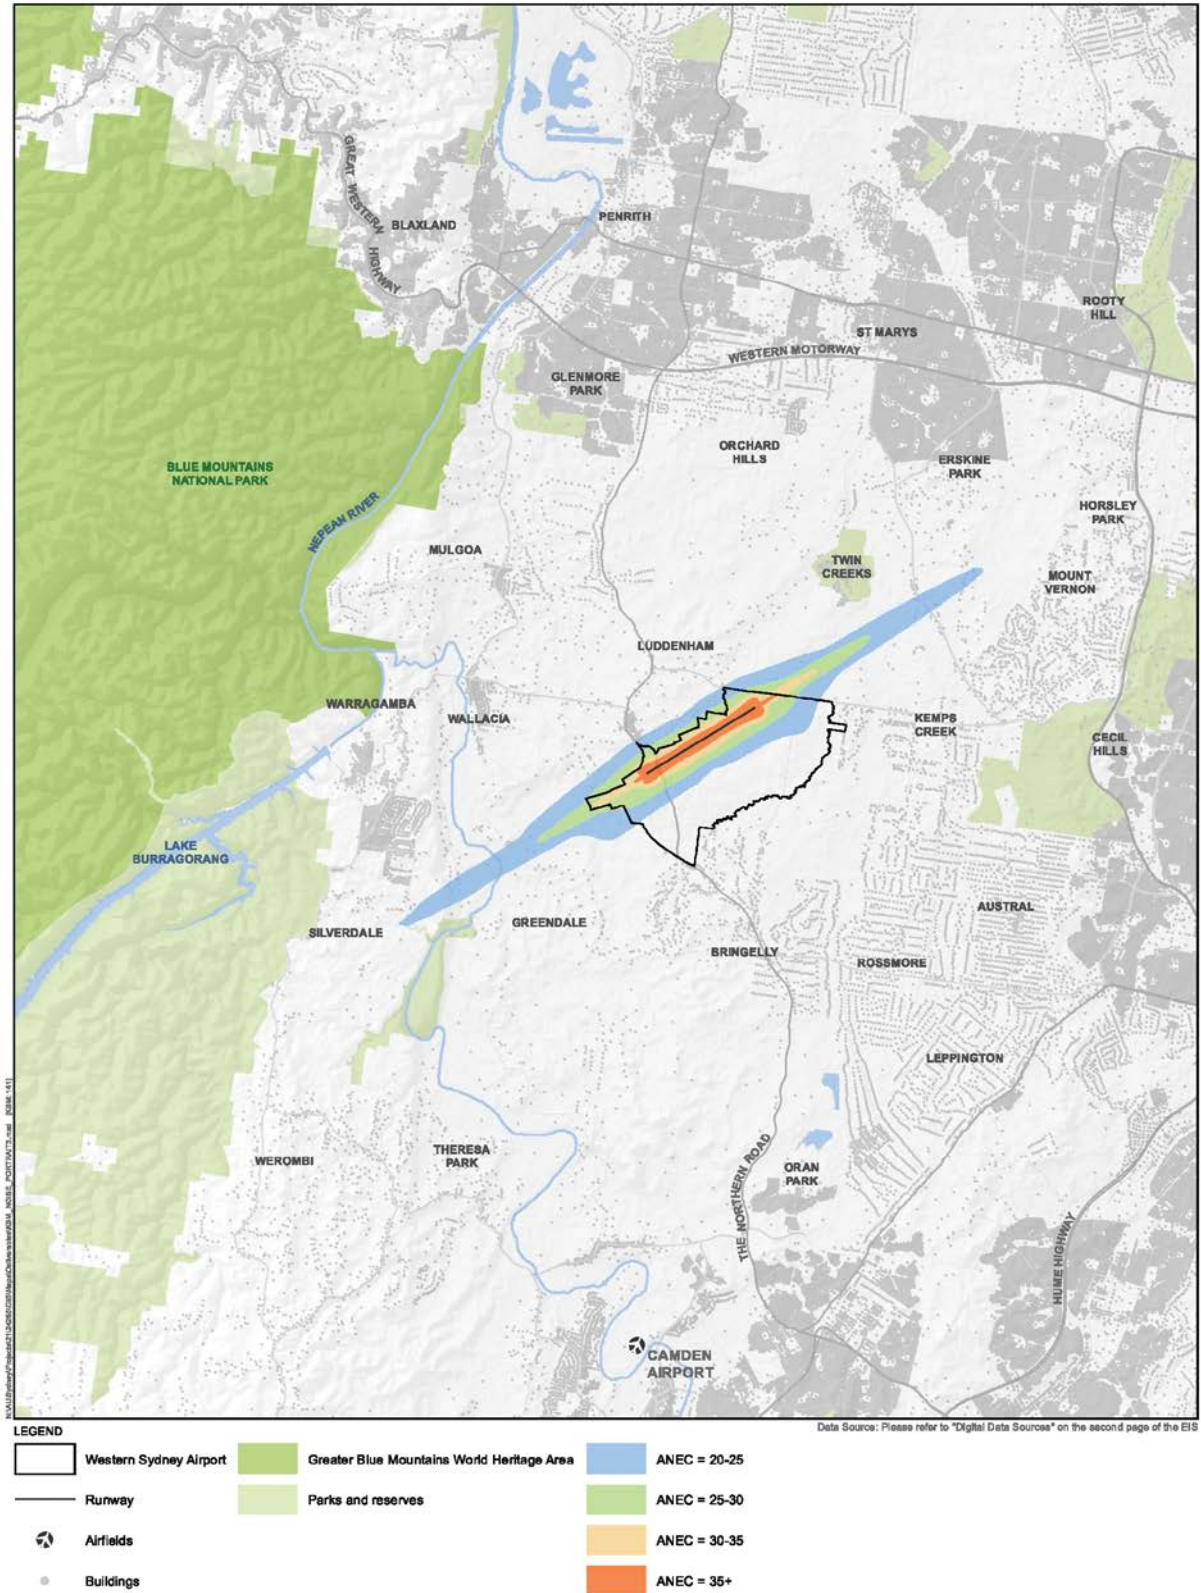 GREAT WESTERN HIGHWAY
BLAXLAND
PENRITH
ROOTY
HILL
ST MARYS
WESTERN MOTORWAY
GLENMORE
PARK
ORCHARD
HILLS
ERSKINE
PARK
BLUE MOUNTAINS
NATIONAL PARK
HORSLEY
PARK
NEPEAN RIVER
MULGOA
TWIN
CREEKS
MOUNT
VERNON
LUDDENHAM
WARRAGAMBA
WALLACIA
KEMPS
CREEK
CECIL
HILLS
LAKE
BURRAGORANG
SILVERDALE
GREENDALE
AUSTRAL
BRINGELLY
ROSSMORE
LEPPINGTON
WEROMBI
THERESA
PARK
ORAN
PARK
THE NORTHERN ROAD
HUME HIGHWAY
CAMDEN
AIRPORT
LEGEND
Data Source: Please refer to "Digital Data Sources" on the second page of the EIS
Western Sydney Airport
Greater Blue Mountains World Heritage Area
ANEC = 20-25
Runway
Parks and reserves
ANEC = 25-30
Airfields
ANEC = 30-35
Buildings
ANEC = 35+